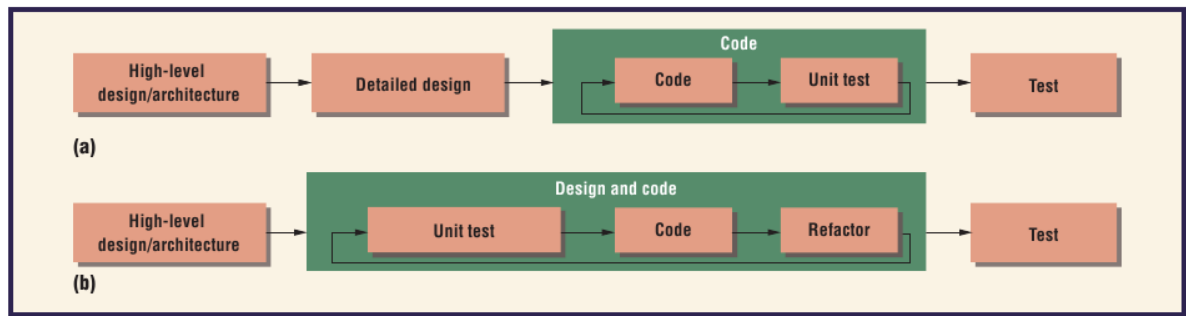 Code
High-level
design/architecture
Detailed design
Code
Unit test
Test
(a)
Design and code
High-level
design/architecture
Unit test
Code
Refactor
Test
(b)